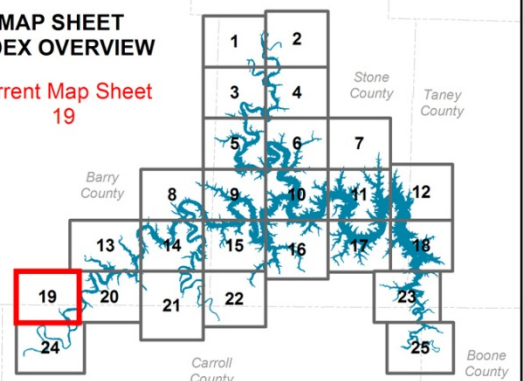 MAP SHEET
DEX OVERVIEW
rrent Map Sheet
19
1 2
3 4
Stone
County
Taney
County
5 6 7
Barry
County
8 9 10 11 12
13 14 15 16 17 18
19 20 21 22 23
24 25
Carroll
County
Boone
County